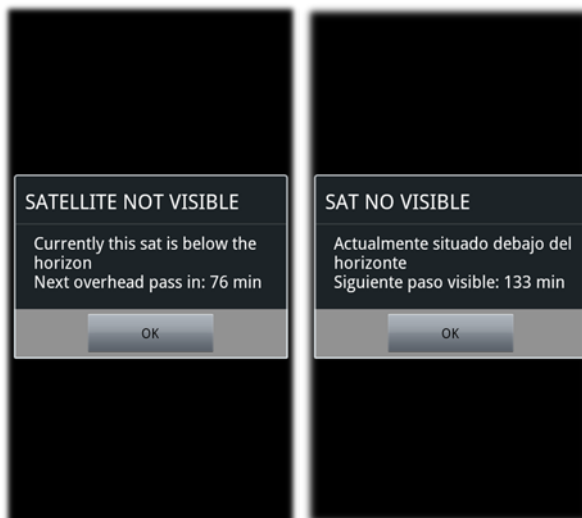 SATELLITE NOT VISIBLE
Currently this sat is below the
horizon
Next overhead pass in: 76 min
OK
SAT NO VISIBLE
Actualmente situado debajo del
horizonte
Siguiente paso visible: 133 min
OK